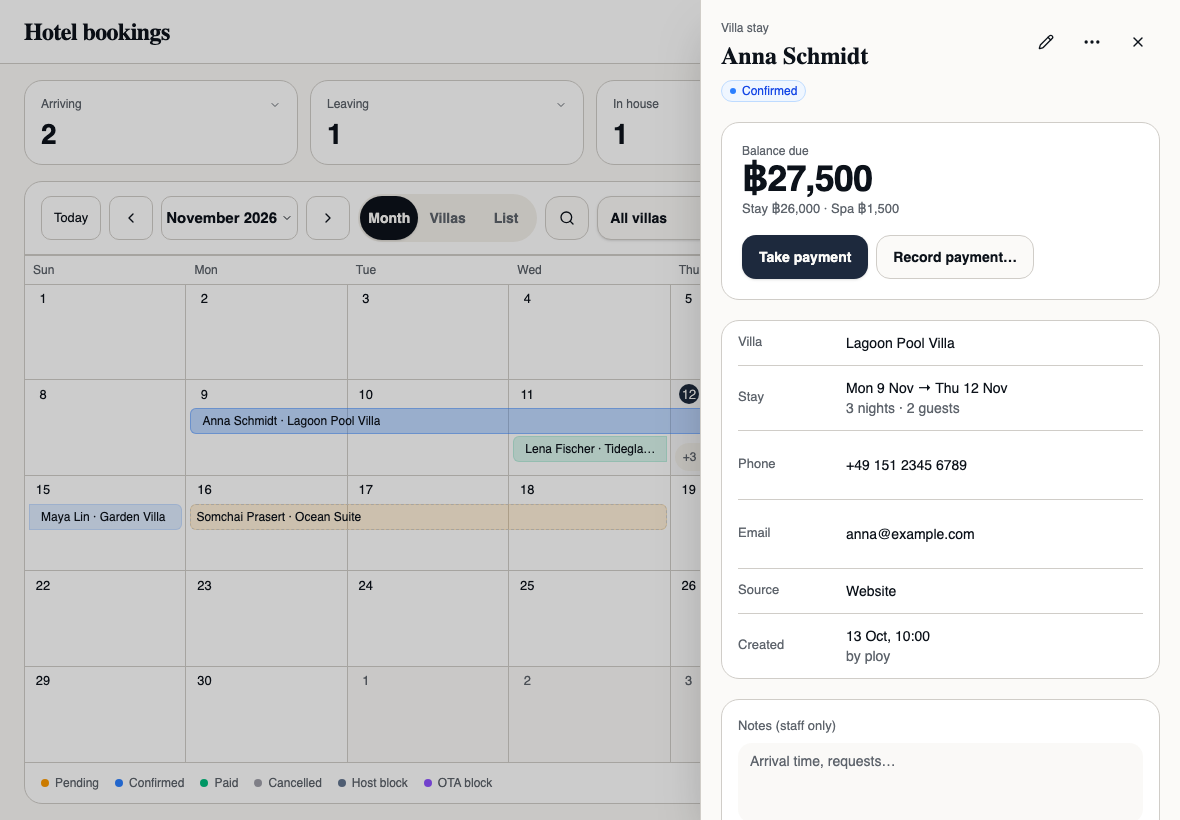 Hotel bookings
Arriving
2
Leaving
1
In house
1
Today
November 2026
Month
Villas
List
All villas
Sun Mon Tue Wed Thu
1 2 3 4 5
8 9 10 11 12
Anna Schmidt · Lagoon Pool Villa
Lena Fischer · Tidegla…
+3
15 16 17 18 19
Maya Lin · Garden Villa
Somchai Prasert · Ocean Suite
22 23 24 25 26
29 30 1 2 3
Pending Confirmed Paid Cancelled Host block OTA block
Villa stay
Anna Schmidt
Confirmed
Balance due
฿27,500
Stay ฿26,000 · Spa ฿1,500
Take payment
Record payment…
Villa
Lagoon Pool Villa
Stay
Mon 9 Nov → Thu 12 Nov
3 nights · 2 guests
Phone
+49 151 2345 6789
Email
anna@example.com
Source
Website
Created
13 Oct, 10:00
by ploy
Notes (staff only)
Arrival time, requests…